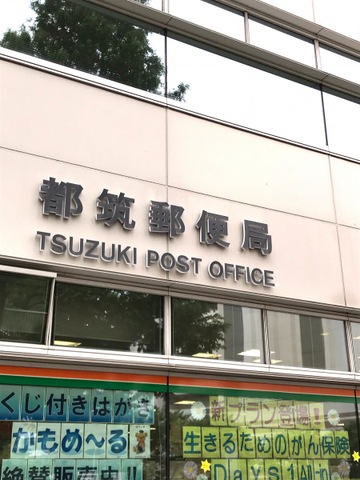 都筑郵便局
TSUZUKI POST OFFICE
くじ付きはがき
かもめ〜る
絶賛販売中!!
新プラン登場!
生きるためのがん保険
Days1 All-in